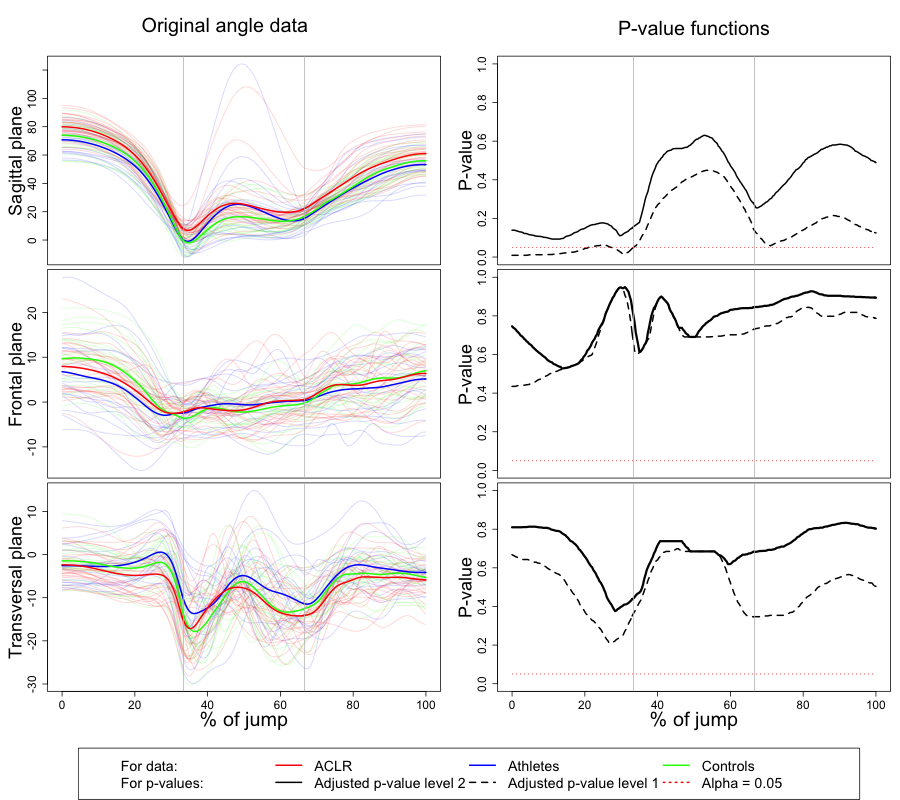 Original angle data
P-value functions
Sagittal plane
0 20 40 60 80 100
P-value
0.0 0.2 0.4 0.6 0.8 1.0
Frontal plane
-10 0 10 20
P-value
0.0 0.2 0.4 0.6 0.8 1.0
Transversal plane
-30 -20 -10 0 10
P-value
0.0 0.2 0.4 0.6 0.8 1.0
0 20 40 60 80 100
0 20 40 60 80 100
% of jump
% of jump
For data: ACLR Athletes Controls
For p-values: Adjusted p-value level 2 Adjusted p-value level 1 Alpha = 0.05